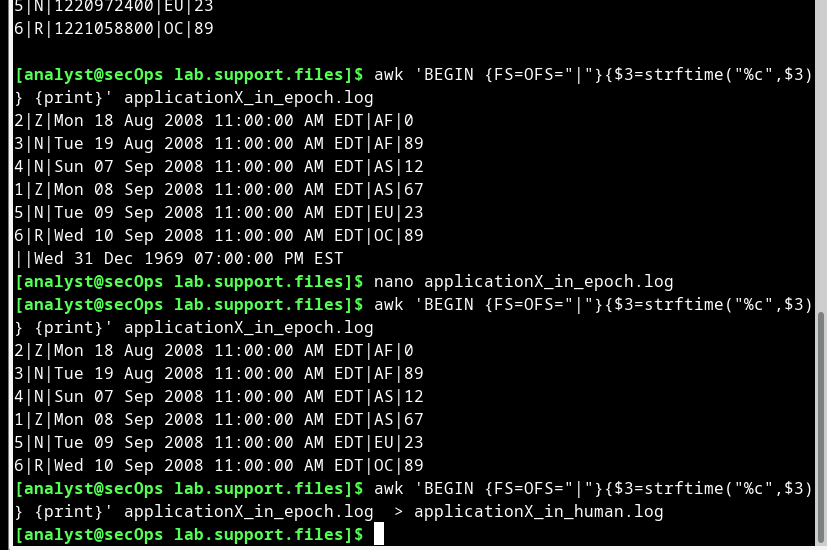 5|N|1220972400|EU|23
6|R|1221058800|OC|89
[analyst@secOps lab.support.files]$ awk 'BEGIN {FS=OFS="|"}{$3=strftime("%c",$3)
} {print}' applicationX_in_epoch.log
2|Z|Mon 18 Aug 2008 11:00:00 AM EDT|AF|0
3|N|Tue 19 Aug 2008 11:00:00 AM EDT|AF|89
4|N|Sun 07 Sep 2008 11:00:00 AM EDT|AS|12
1|Z|Mon 08 Sep 2008 11:00:00 AM EDT|AS|67
5|N|Tue 09 Sep 2008 11:00:00 AM EDT|EU|23
6|R|Wed 10 Sep 2008 11:00:00 AM EDT|OC|89
||Wed 31 Dec 1969 07:00:00 PM EST
[analyst@secOps lab.support.files]$ nano applicationX_in_epoch.log
[analyst@secOps lab.support.files]$ awk 'BEGIN {FS=OFS="|"}{$3=strftime("%c",$3)
} {print}' applicationX_in_epoch.log
2|Z|Mon 18 Aug 2008 11:00:00 AM EDT|AF|0
3|N|Tue 19 Aug 2008 11:00:00 AM EDT|AF|89
4|N|Sun 07 Sep 2008 11:00:00 AM EDT|AS|12
1|Z|Mon 08 Sep 2008 11:00:00 AM EDT|AS|67
5|N|Tue 09 Sep 2008 11:00:00 AM EDT|EU|23
6|R|Wed 10 Sep 2008 11:00:00 AM EDT|OC|89
[analyst@secOps lab.support.files]$ awk 'BEGIN {FS=OFS="|"}{$3=strftime("%c",$3)
} {print}' applicationX_in_epoch.log  > applicationX_in_human.log
[analyst@secOps lab.support.files]$